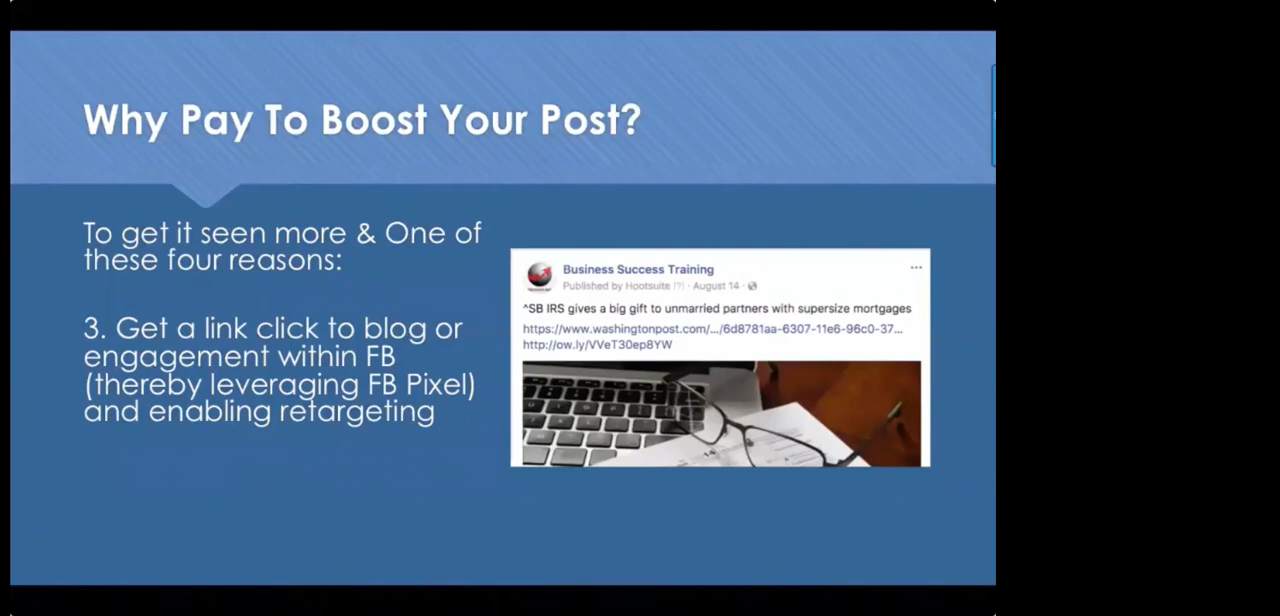 Why Pay To Boost Your Post?
To get it seen more & One of
these four reasons:
3. Get a link click to blog or
engagement within FB
(thereby leveraging FB Pixel)
and enabling retargeting
Business Success Training
Published by Hootsuite [?] · August 14 ·
^SB IRS gives a big gift to unmarried partners with supersize mortgages
https://www.washingtonpost.com/.../6d8781aa-6307-11e6-96c0-37...
http://ow.ly/VVeT30ep8YW